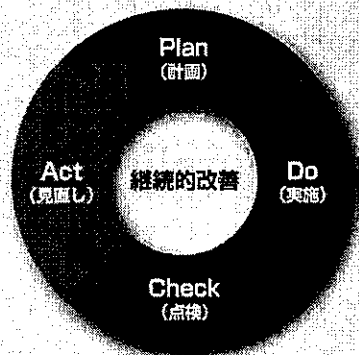 Plan
(計画)
Act
(見直し)
継続的改善
Do
(実施)
Check
(点検)